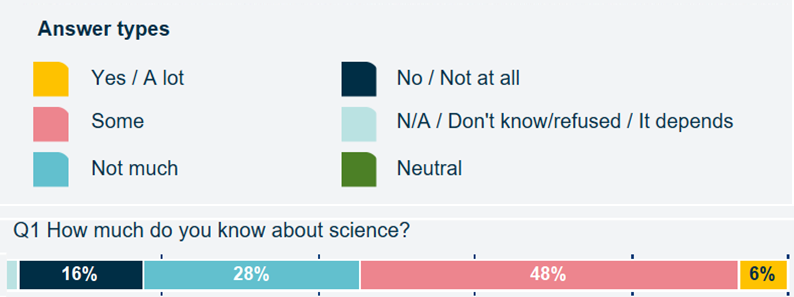 Answer types
Yes / A lot
No / Not at all
Some
N/A / Don't know/refused / It depends
Not much
Neutral
Q1 How much do you know about science?
16% 28% 48% 6%